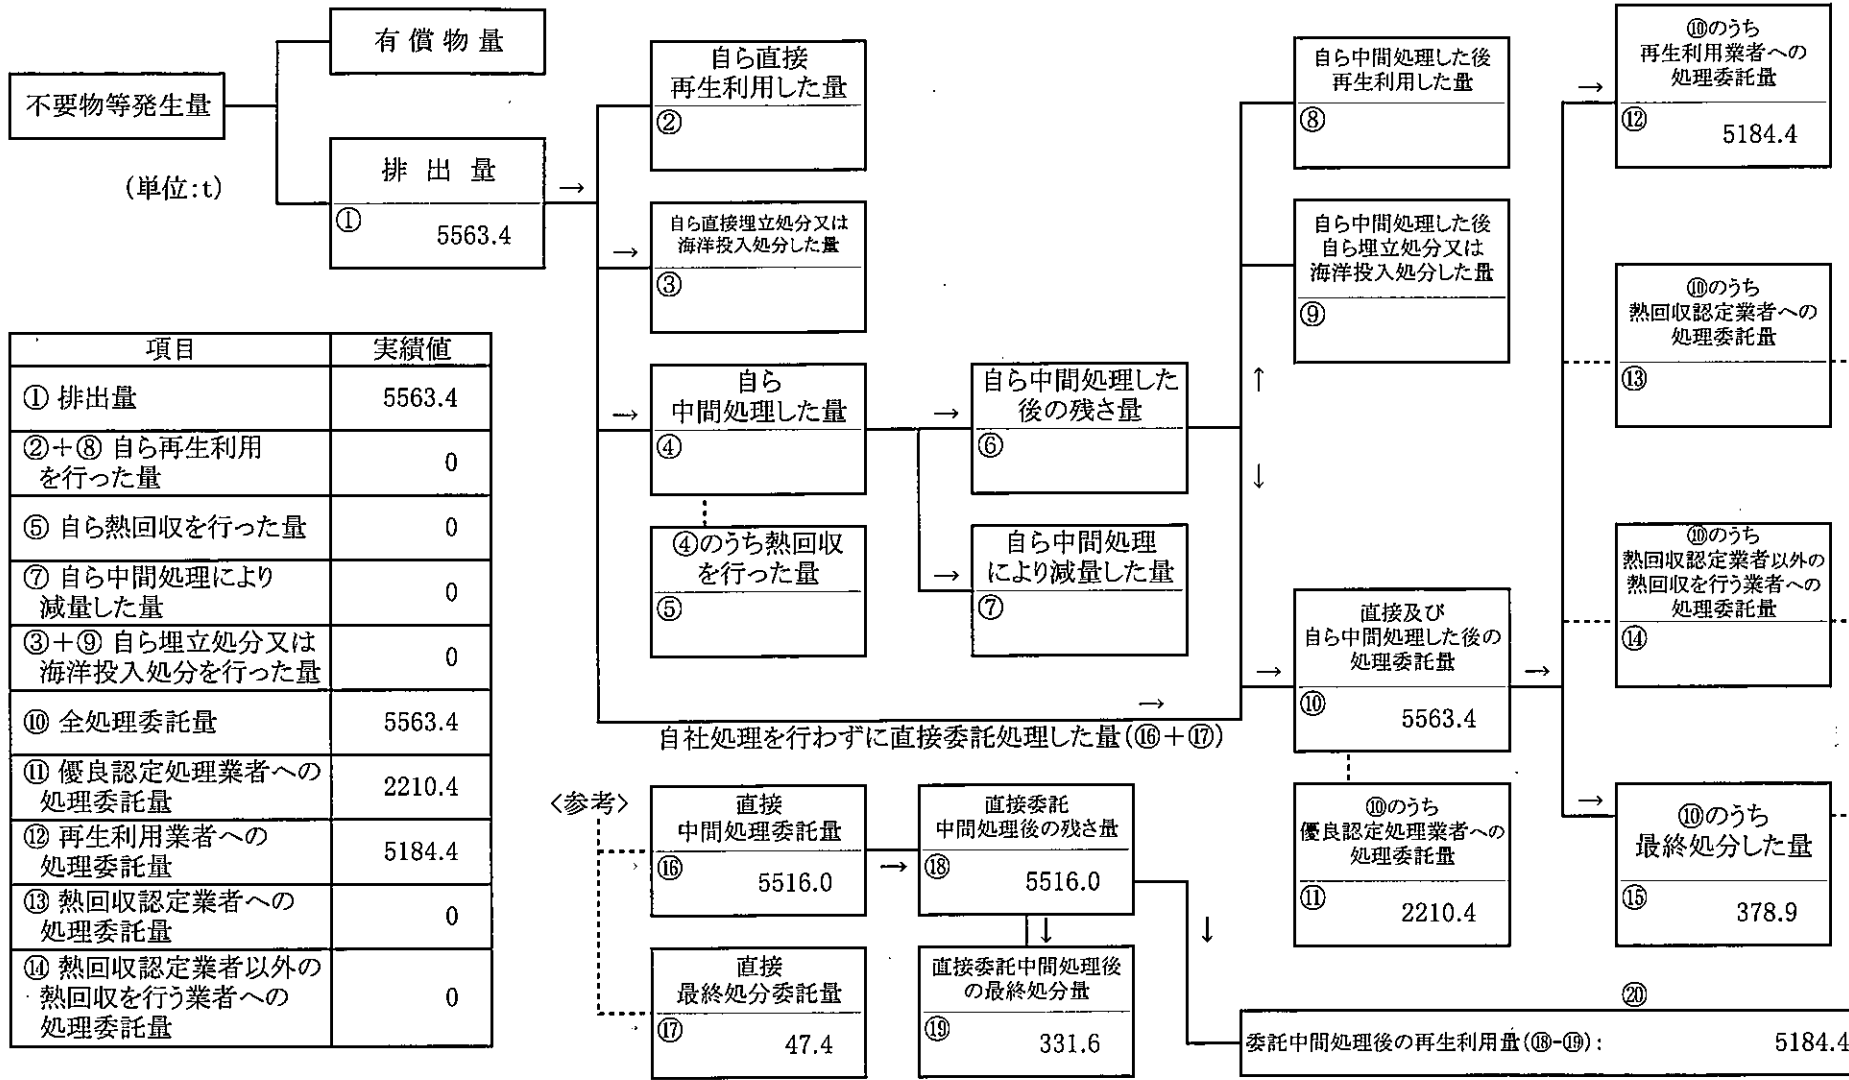 不要物等発生量
(単位:t)
有償物量
排出量
① 5563.4
自ら直接
再生利用した量
②
自ら直接埋立処分又は
海洋投入処分した量
③
自ら
中間処理した量
④
④のうち熱回収
を行った量
⑤
自ら中間処理した
後の残さ量
⑥
自ら中間処理
により減量した量
⑦
自ら中間処理した後
再生利用した量
⑧
自ら中間処理した後
自ら埋立処分又は
海洋投入処分した量
⑨
直接及び
自ら中間処理した後の
処理委託量
⑩ 5563.4
⑩のうち
優良認定処理業者への
処理委託量
⑪ 2210.4
⑩のうち
再生利用業者への
処理委託量
⑫ 5184.4
⑩のうち
熱回収認定業者への
処理委託量
⑬
⑩のうち
熱回収認定業者以外の
熱回収を行う業者への
処理委託量
⑭
⑩のうち
最終処分した量
⑮ 378.9
自社処理を行わずに直接委託処理した量(⑯+⑰)
〈参考〉
直接
中間処理委託量
⑯ 5516.0
直接
最終処分委託量
⑰ 47.4
直接委託
中間処理後の残さ量
⑱ 5516.0
直接委託中間処理後
の最終処分量
⑲ 331.6
⑳
委託中間処理後の再生利用量(⑱-⑲): 5184.4
項目 実績値
① 排出量 5563.4
②+⑧ 自ら再生利用
を行った量 0
⑤ 自ら熱回収を行った量 0
⑦ 自ら中間処理により
減量した量 0
③+⑨ 自ら埋立処分又は
海洋投入処分を行った量 0
⑩ 全処理委託量 5563.4
⑪ 優良認定処理業者への
処理委託量 2210.4
⑫ 再生利用業者への
処理委託量 5184.4
⑬ 熱回収認定業者への
処理委託量 0
⑭ 熱回収認定業者以外の
熱回収を行う業者への
処理委託量 0